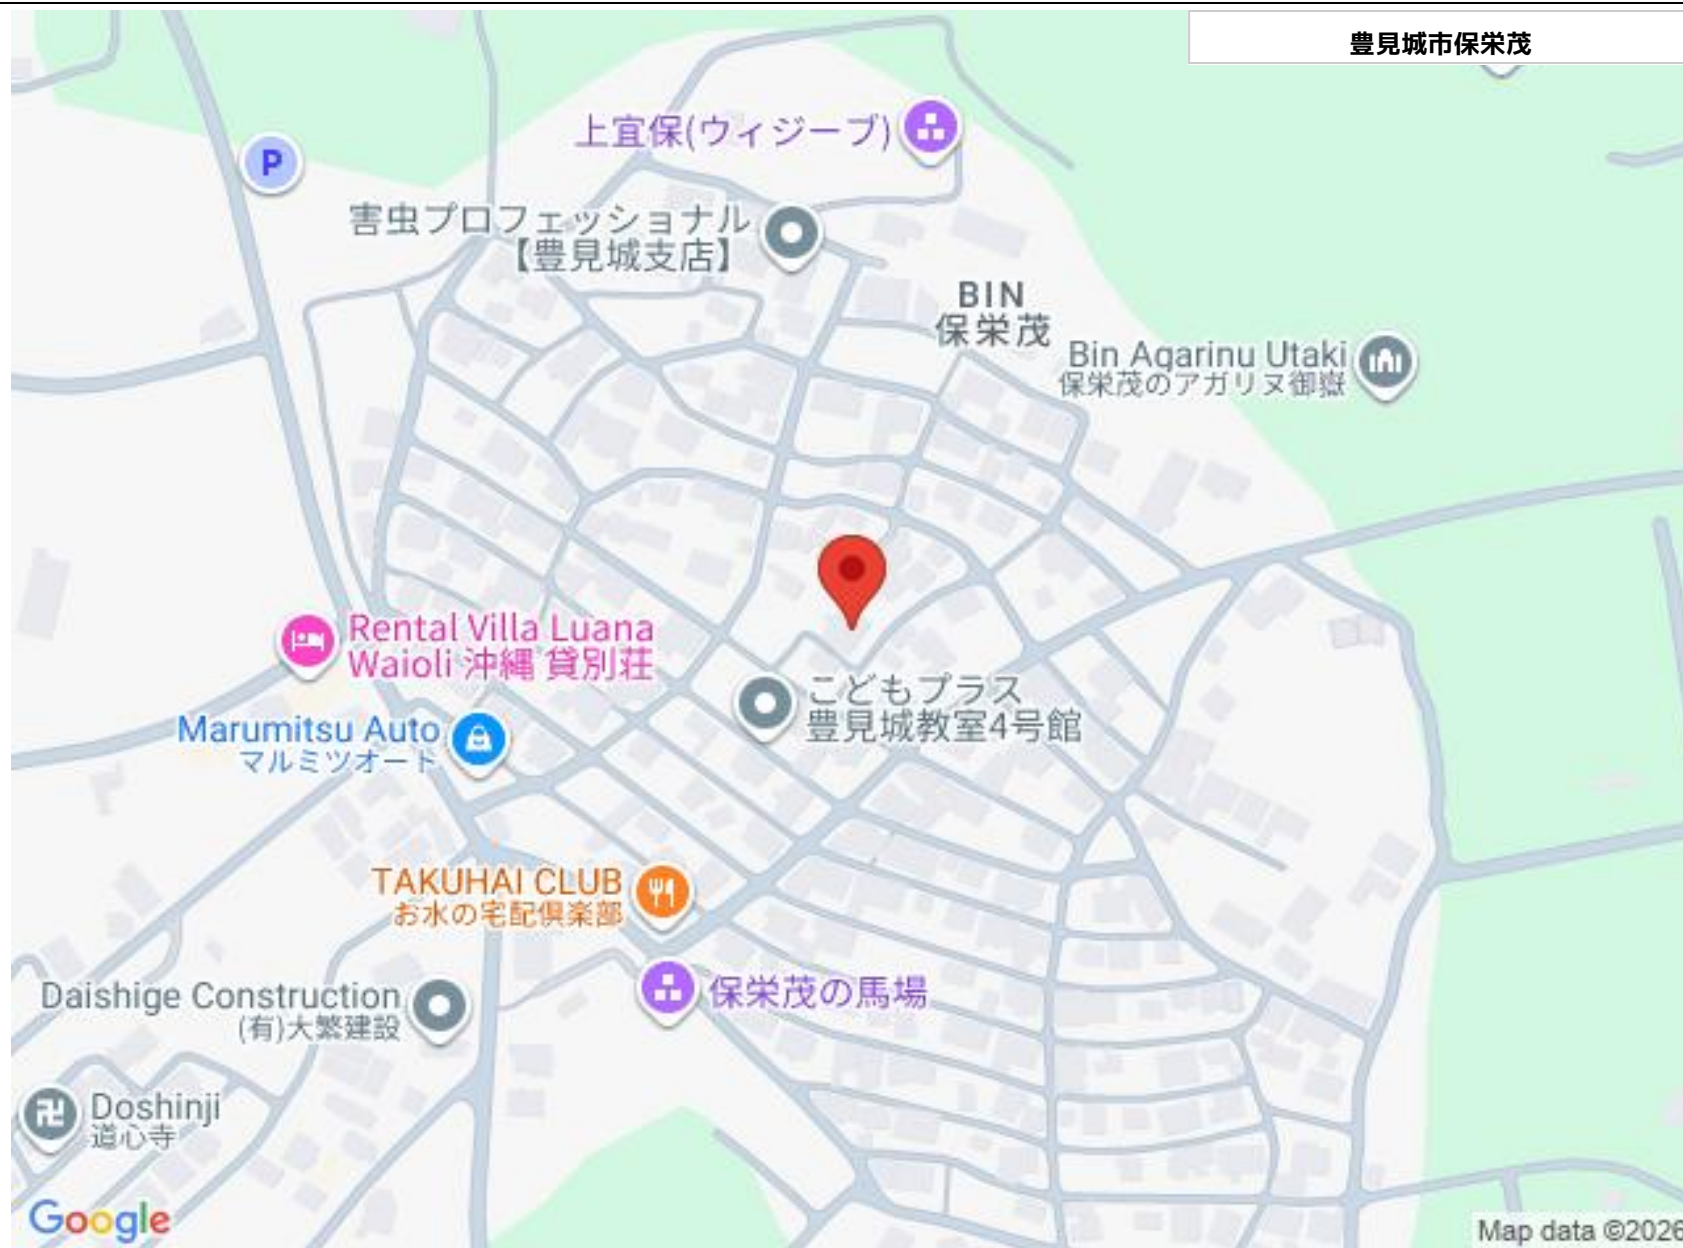 豊見城市保栄茂
上宜保(ウィジーブ)
P
害虫プロフェッショナル
【豊見城支店】
BIN
保栄茂
Bin Agarinu Utaki
保栄茂のアガリヌ御嶽
Rental Villa Luana
Waioli 沖縄 貸別荘
こどもプラス
豊見城教室4号館
Marumitsu Auto
マルミツオート
TAKUHAI CLUB
お水の宅配倶楽部
保栄茂の馬場
Daishige Construction
(有)大繁建設
Doshinji
道心寺
Google
Map data ©2026